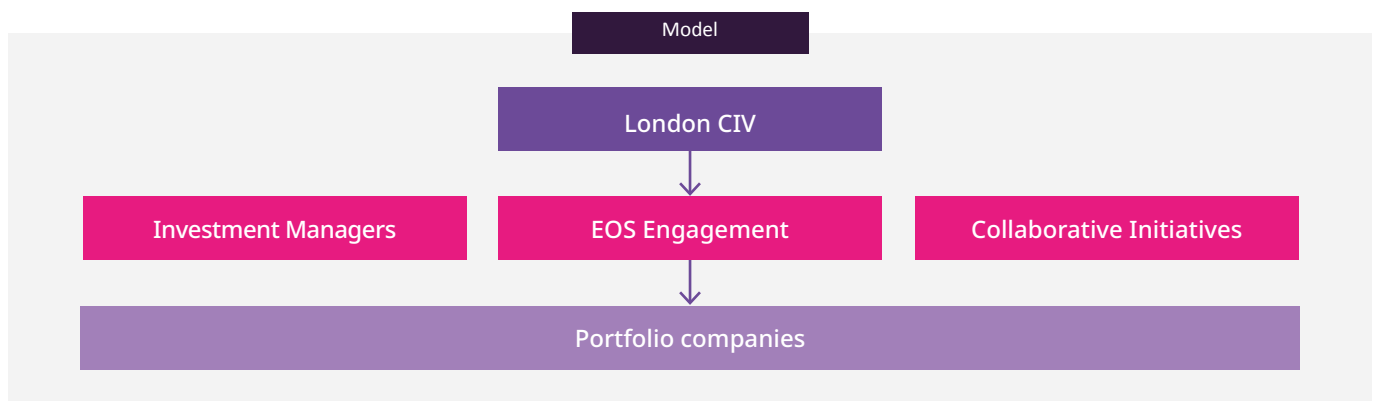 Model
London CIV
Investment Managers
EOS Engagement
Collaborative Initiatives
Portfolio companies